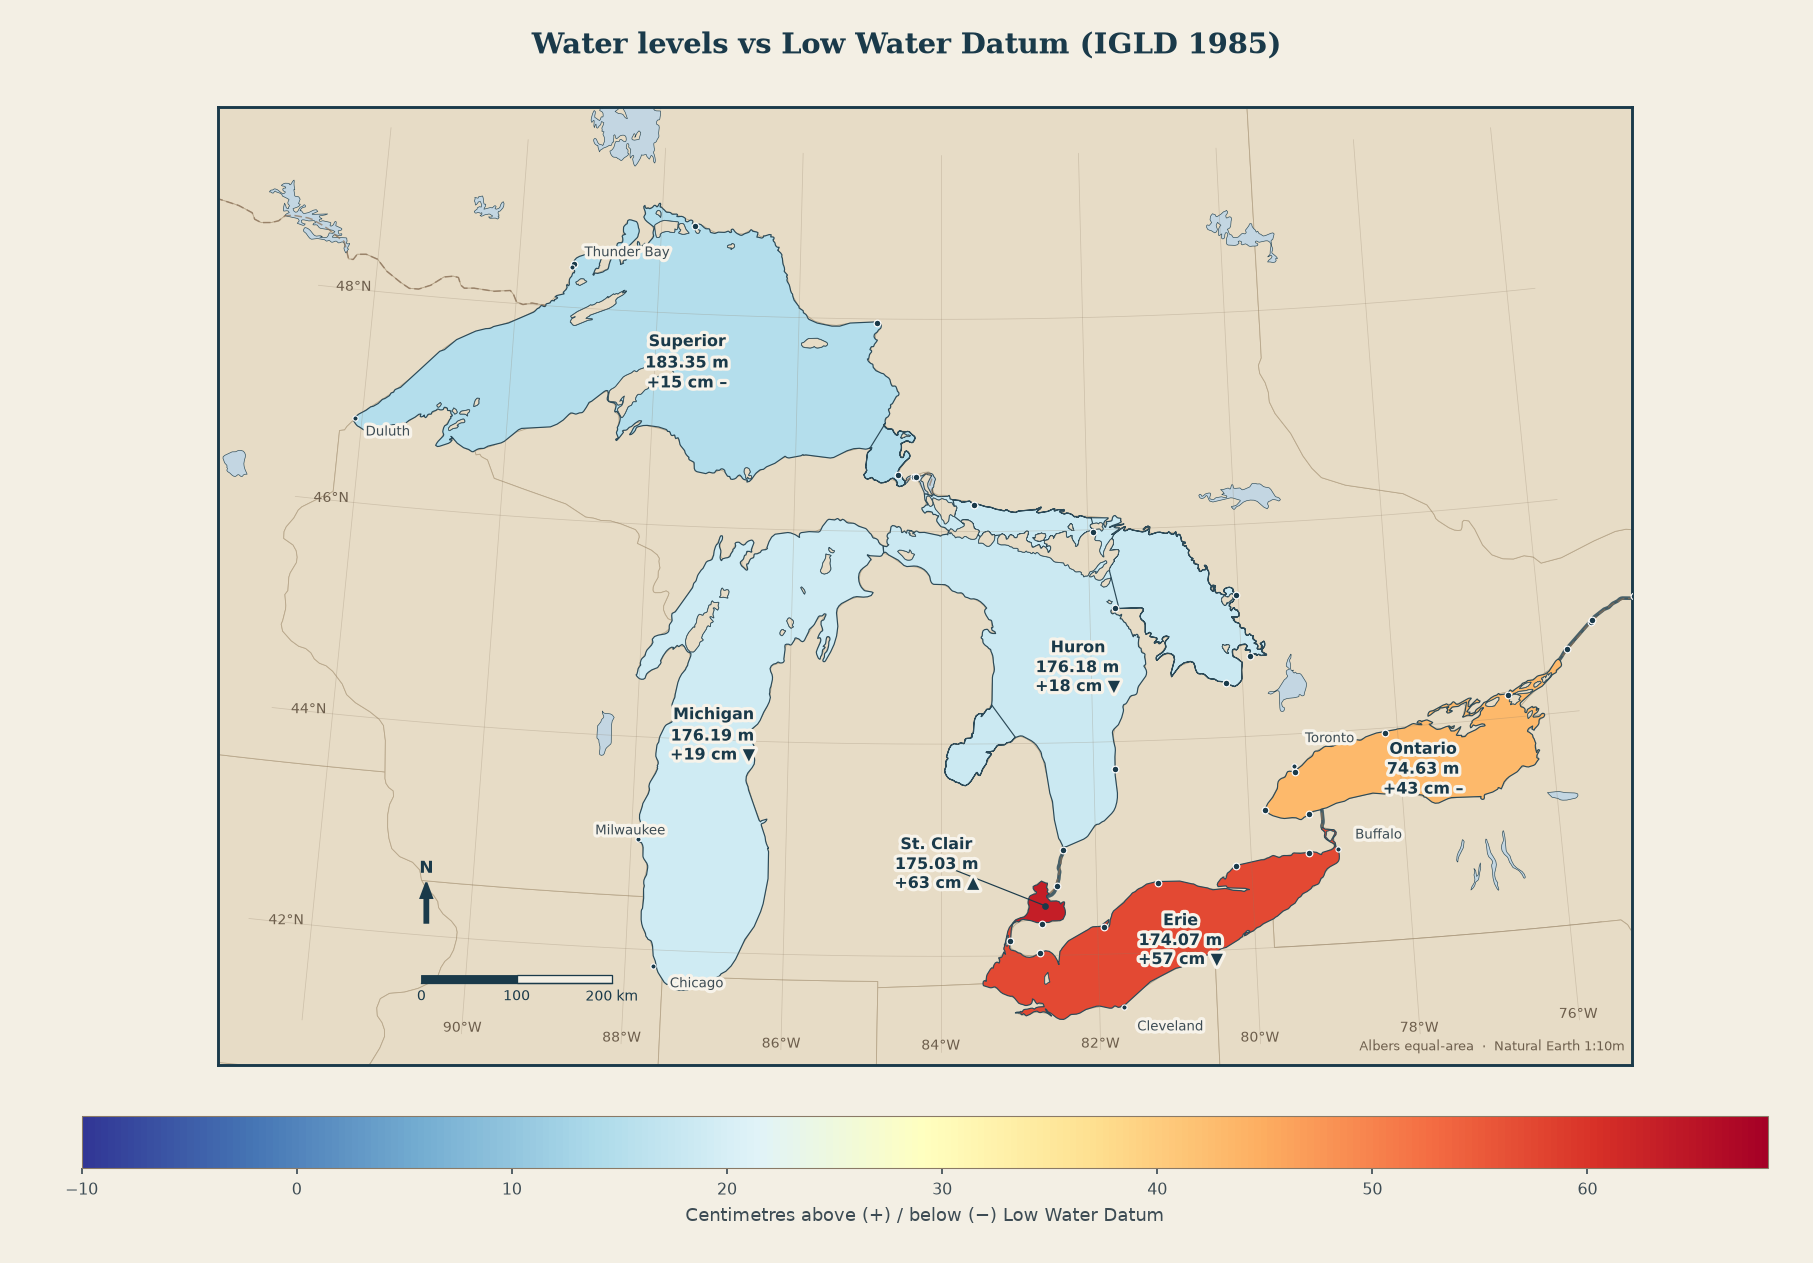 Water levels vs Low Water Datum (IGLD 1985)
Thunder Bay
48°N
Superior
183.35 m
+15 cm –
Duluth
46°N
Huron
176.18 m
+18 cm ▼
44°N
Michigan
176.19 m
+19 cm ▼
Toronto
Ontario
74.63 m
+43 cm –
Milwaukee
Buffalo
St. Clair
175.03 m
+63 cm ▲
N
42°N
Erie
174.07 m
+57 cm ▼
Chicago
0 100 200 km
Cleveland
90°W 88°W 86°W 84°W 82°W 80°W 78°W 76°W
Albers equal-area · Natural Earth 1:10m
−10 0 10 20 30 40 50 60
Centimetres above (+) / below (−) Low Water Datum